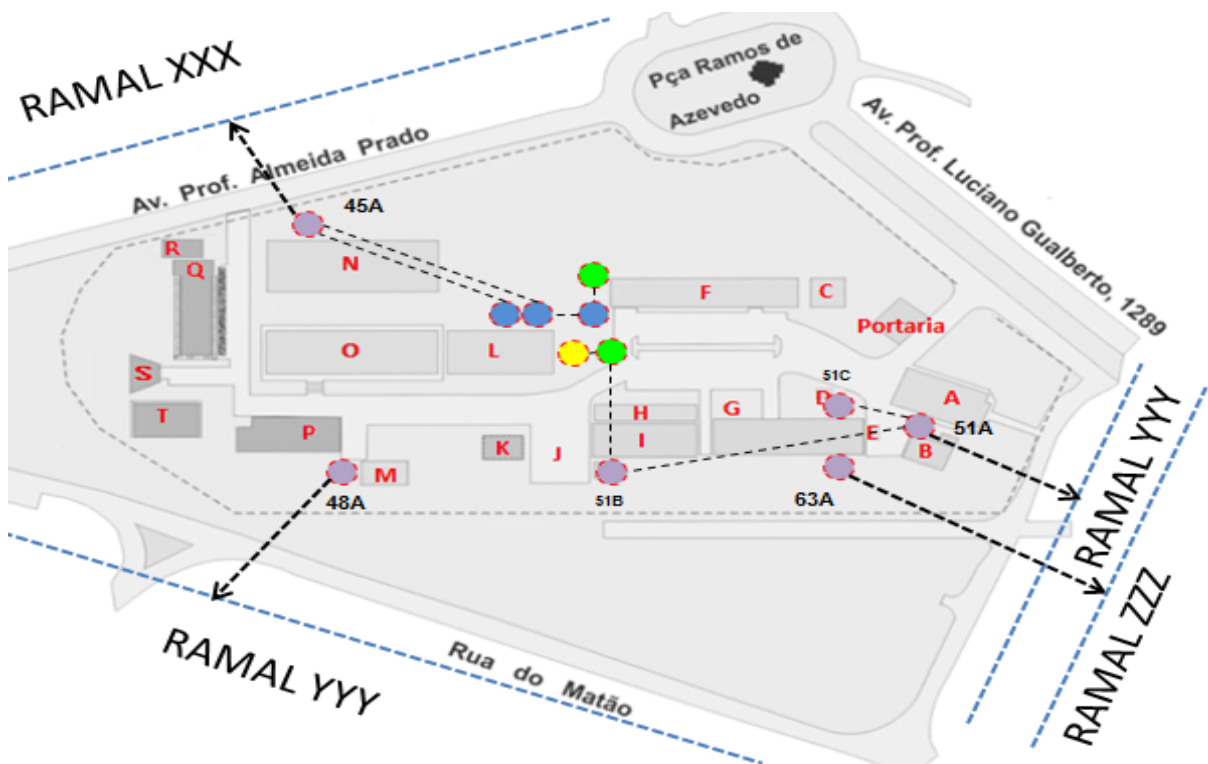 RAMAL XXX
Pça Ramos de
Azevedo
Av. Prof. Luciano Gualberto, 1289
Av. Prof. Almeida Prado
45A
R
Q
N
F
C
Portaria
O
L
S
T
P
H
G
D
51C
A
51A
I
E
B
K
J
M
48A
51B
63A
RAMAL YYY
RAMAL ZZZ
RAMAL YYY
Rua do Matão